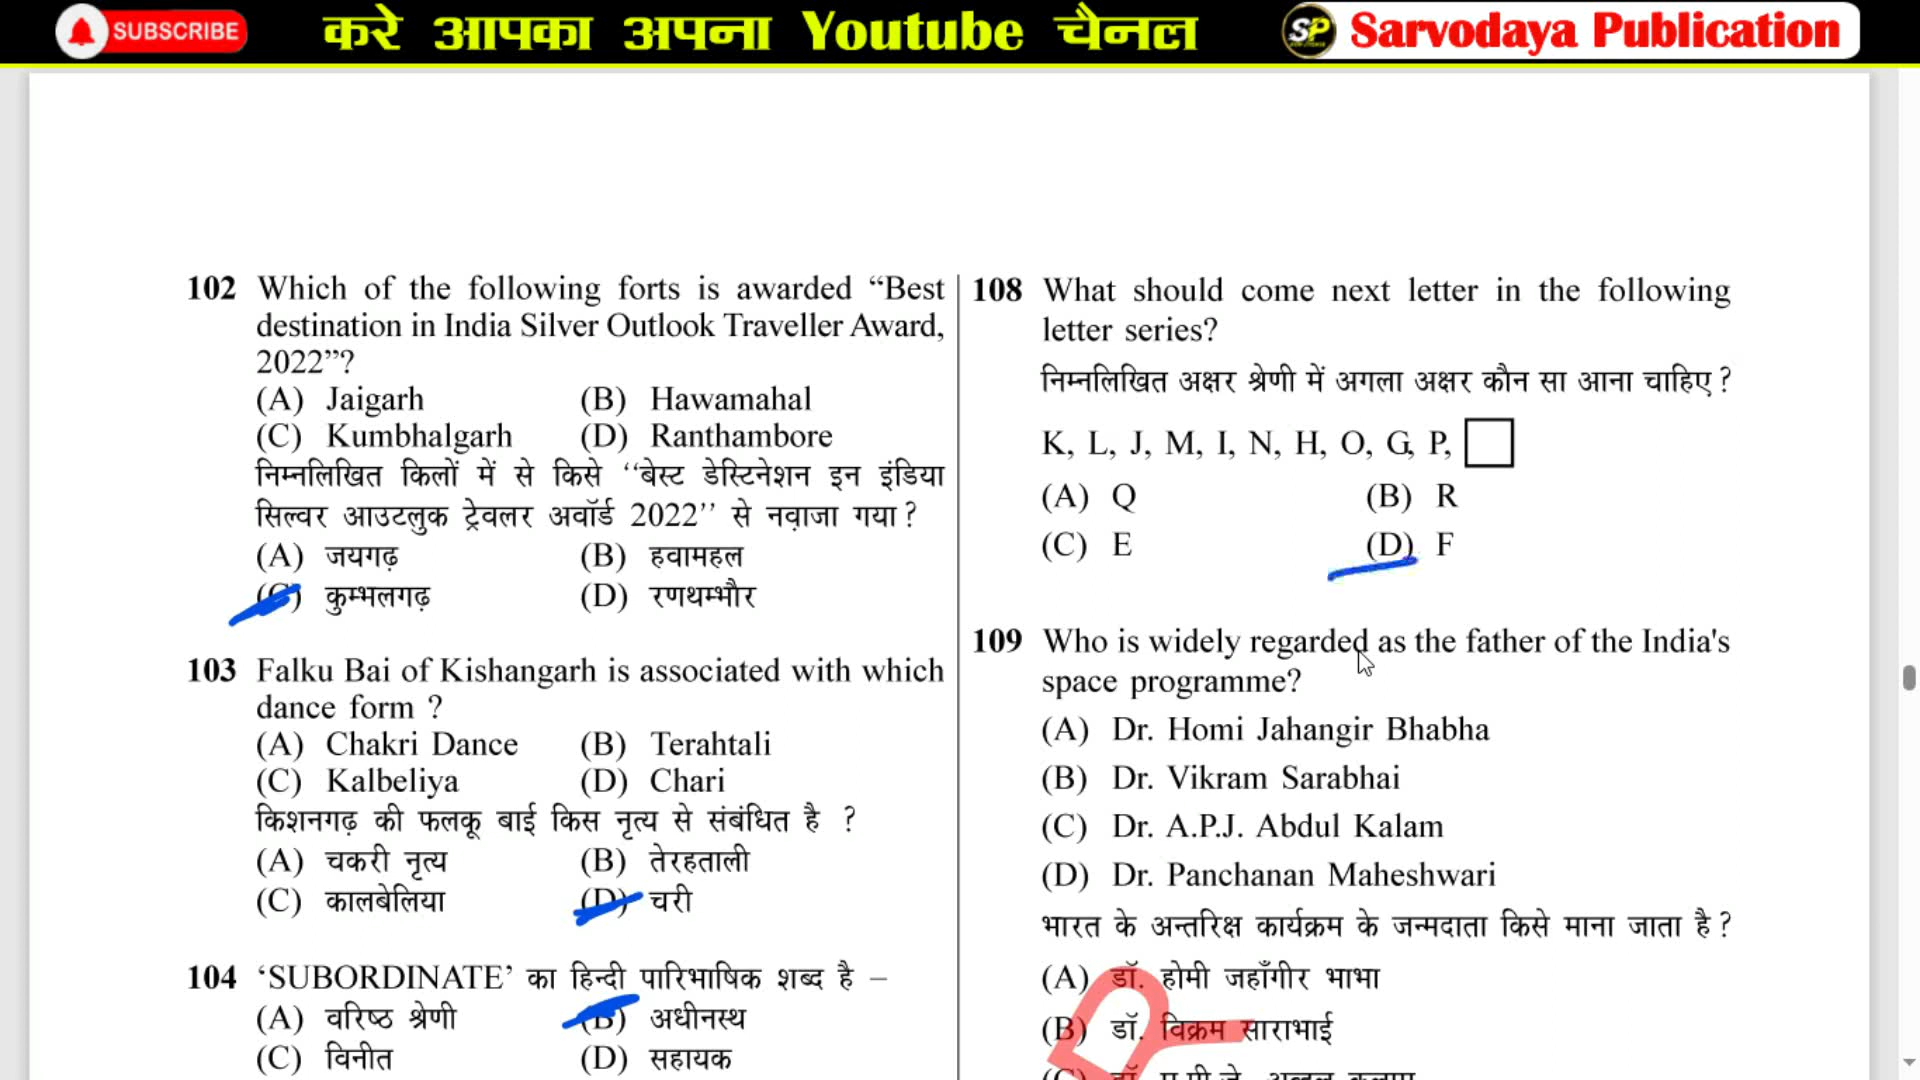 SUBSCRIBE करे आपका अपना Youtube चैनल SP Sarvodaya Publication
102 Which of the following forts is awarded “Best
destination in India Silver Outlook Traveller Award,
2022”?
(A) Jaigarh (B) Hawamahal
(C) Kumbhalgarh (D) Ranthambore
निम्नलिखित किलों में से किसे ‘‘बेस्ट डेस्टिनेशन इन इंडिया
सिल्वर आउटलुक ट्रेवलर अवॉर्ड 2022’’ से नवाज़ा गया ?
(A) जयगढ़ (B) हवामहल
(C) कुम्भलगढ़ (D) रणथम्भौर
103 Falku Bai of Kishangarh is associated with which
dance form ?
(A) Chakri Dance (B) Terahtali
(C) Kalbeliya (D) Chari
किशनगढ़ की फलकू बाई किस नृत्य से संबंधित है ?
(A) चकरी नृत्य (B) तेरहताली
(C) कालबेलिया (D) चरी
104 ‘SUBORDINATE’ का हिन्दी पारिभाषिक शब्द है –
(A) वरिष्ठ श्रेणी (B) अधीनस्थ
(C) विनीत (D) सहायक
108 What should come next letter in the following
letter series?
निम्नलिखित अक्षर श्रेणी में अगला अक्षर कौन सा आना चाहिए ?
K, L, J, M, I, N, H, O, G, P,
(A) Q (B) R
(C) E (D) F
109 Who is widely regarded as the father of the India's
space programme?
(A) Dr. Homi Jahangir Bhabha
(B) Dr. Vikram Sarabhai
(C) Dr. A.P.J. Abdul Kalam
(D) Dr. Panchanan Maheshwari
भारत के अन्तरिक्ष कार्यक्रम के जन्मदाता किसे माना जाता है ?
(A) डॉ. होमी जहाँगीर भाभा
(B) डॉ. विक्रम साराभाई
(C) डॉ. ए.पी.जे. अब्दुल कलाम